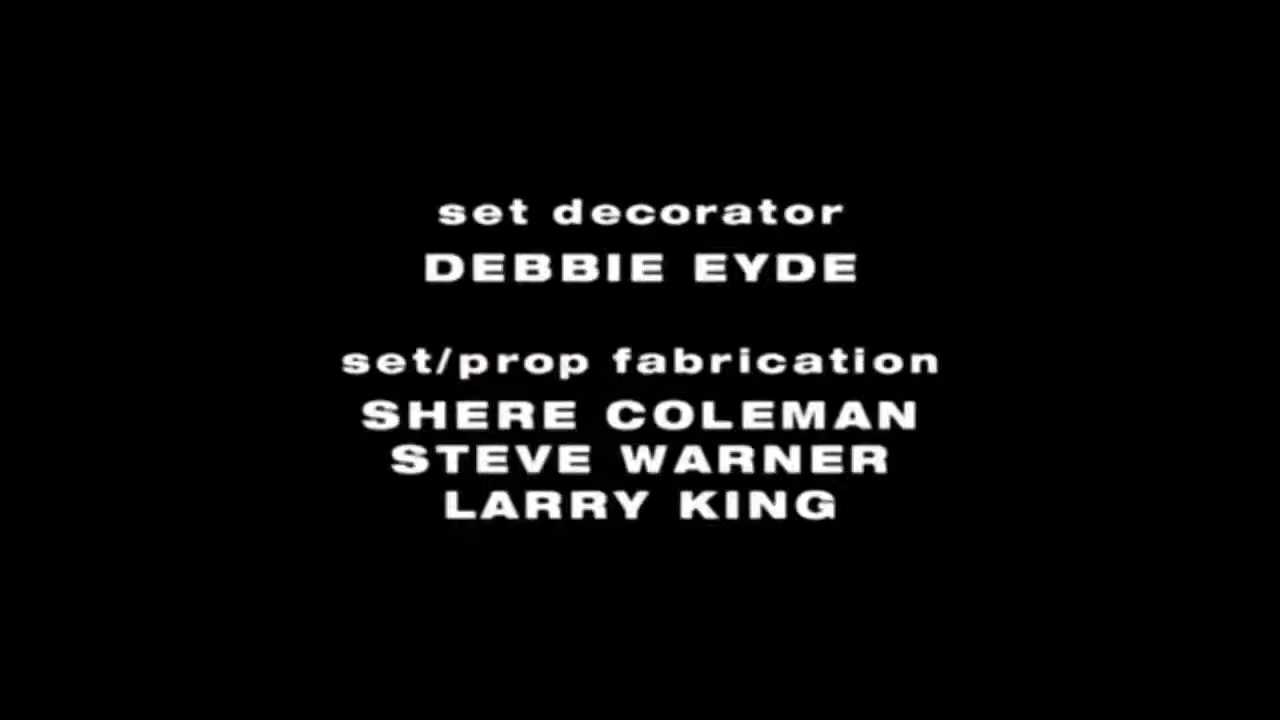 set decorator
DEBBIE EYDE
set/prop fabrication
SHERE COLEMAN
STEVE WARNER
LARRY KING